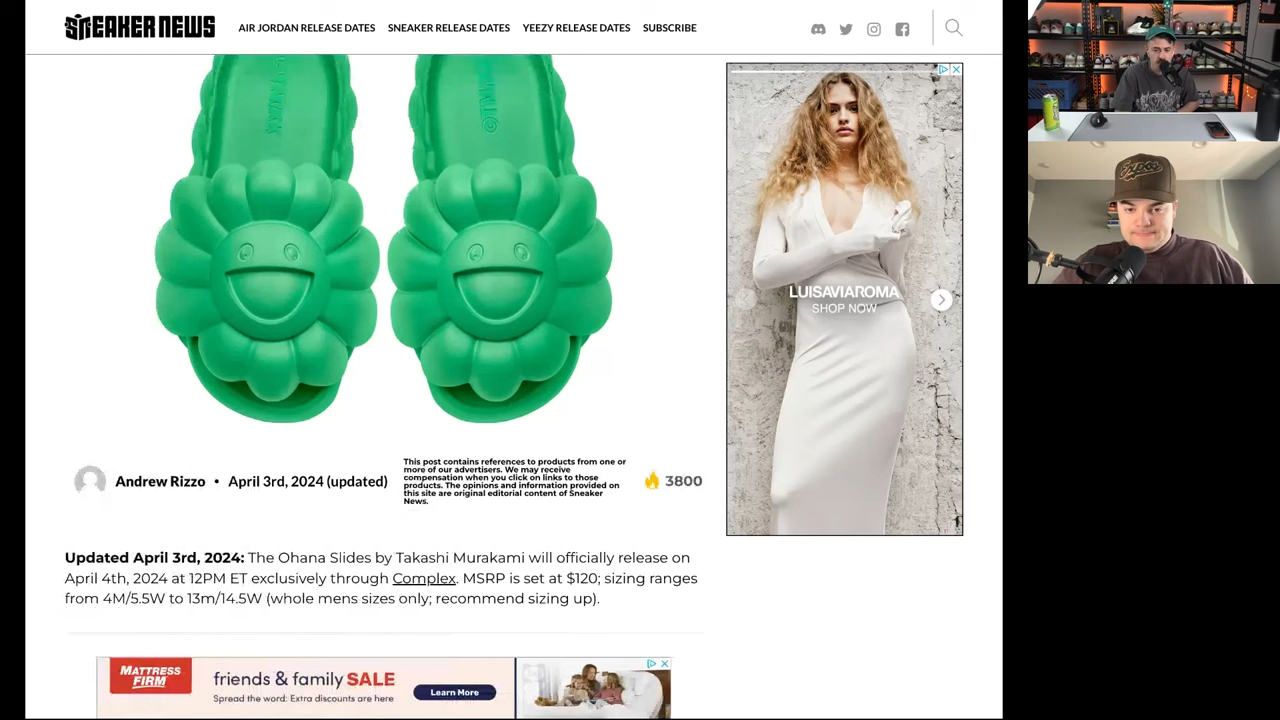 SNEAKER NEWS
AIR JORDAN RELEASE DATES
SNEAKER RELEASE DATES
YEEZY RELEASE DATES
SUBSCRIBE
LUISAVIAROMA
SHOP NOW
Andrew Rizzo • April 3rd, 2024 (updated)
This post contains references to products from one or
more of our advertisers. We may receive
compensation when you click on links to those
products. The opinions and information provided on
this site are original editorial content of Sneaker
News.
3800
Updated April 3rd, 2024: The Ohana Slides by Takashi Murakami will officially release on
April 4th, 2024 at 12PM ET exclusively through Complex. MSRP is set at $120; sizing ranges
from 4M/5.5W to 13m/14.5W (whole mens sizes only; recommend sizing up).
MATTRESS
FIRM
friends & family SALE
Spread the word: Extra discounts are here
Learn More